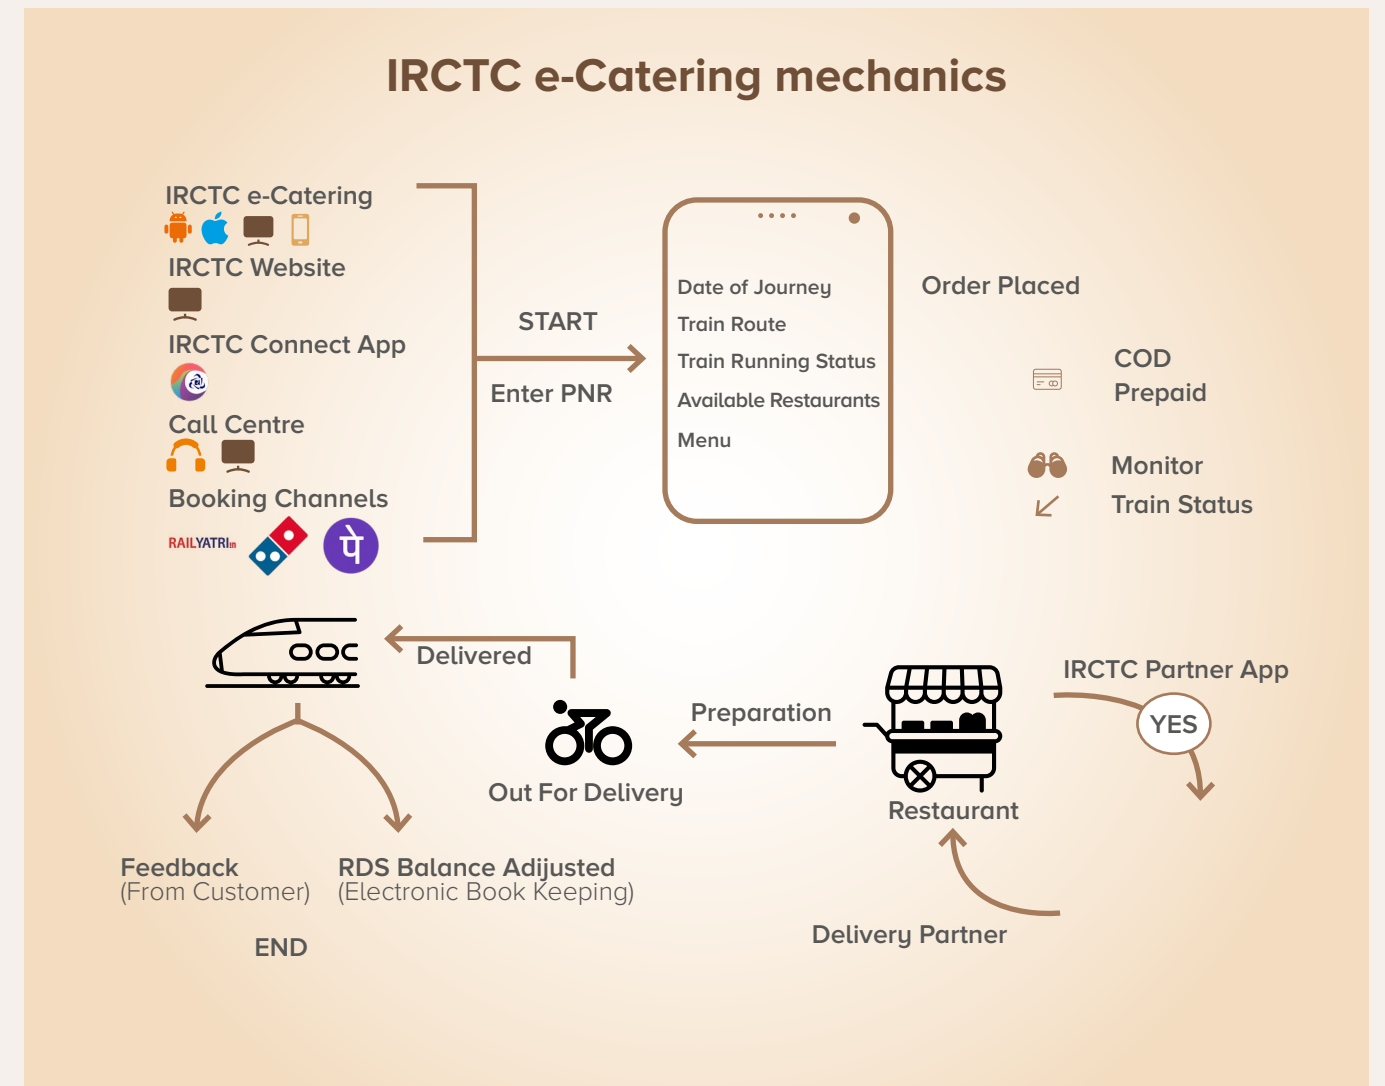 IRCTC e-Catering mechanics
IRCTC e-Catering
IRCTC Website
IRCTC Connect App
Call Centre
Booking Channels
RAILYATRI.in
पे
START
Enter PNR
Date of Journey
Train Route
Train Running Status
Available Restaurants
Menu
Order Placed
COD
Prepaid
Monitor
Train Status
IRCTC Partner App
YES
Restaurant
Delivery Partner
Preparation
Out For Delivery
Delivered
Feedback
(From Customer)
RDS Balance Adijusted
(Electronic Book Keeping)
END